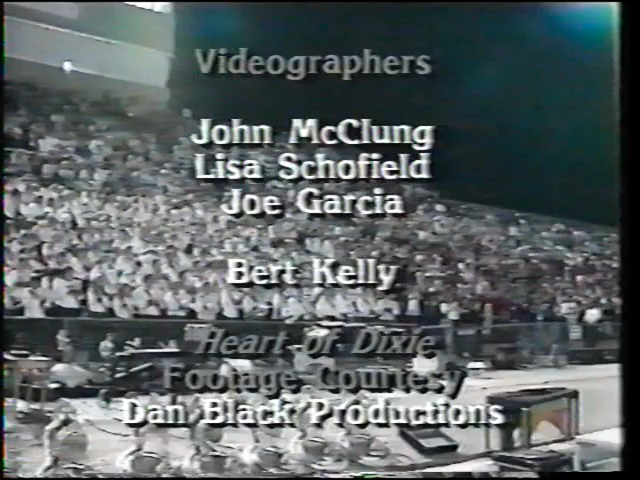 Videographers
John McClung
Lisa Schofield
Joe Garcia
Bert Kelly
Heart of Dixie
Footage Courtesy
Dan Black Productions